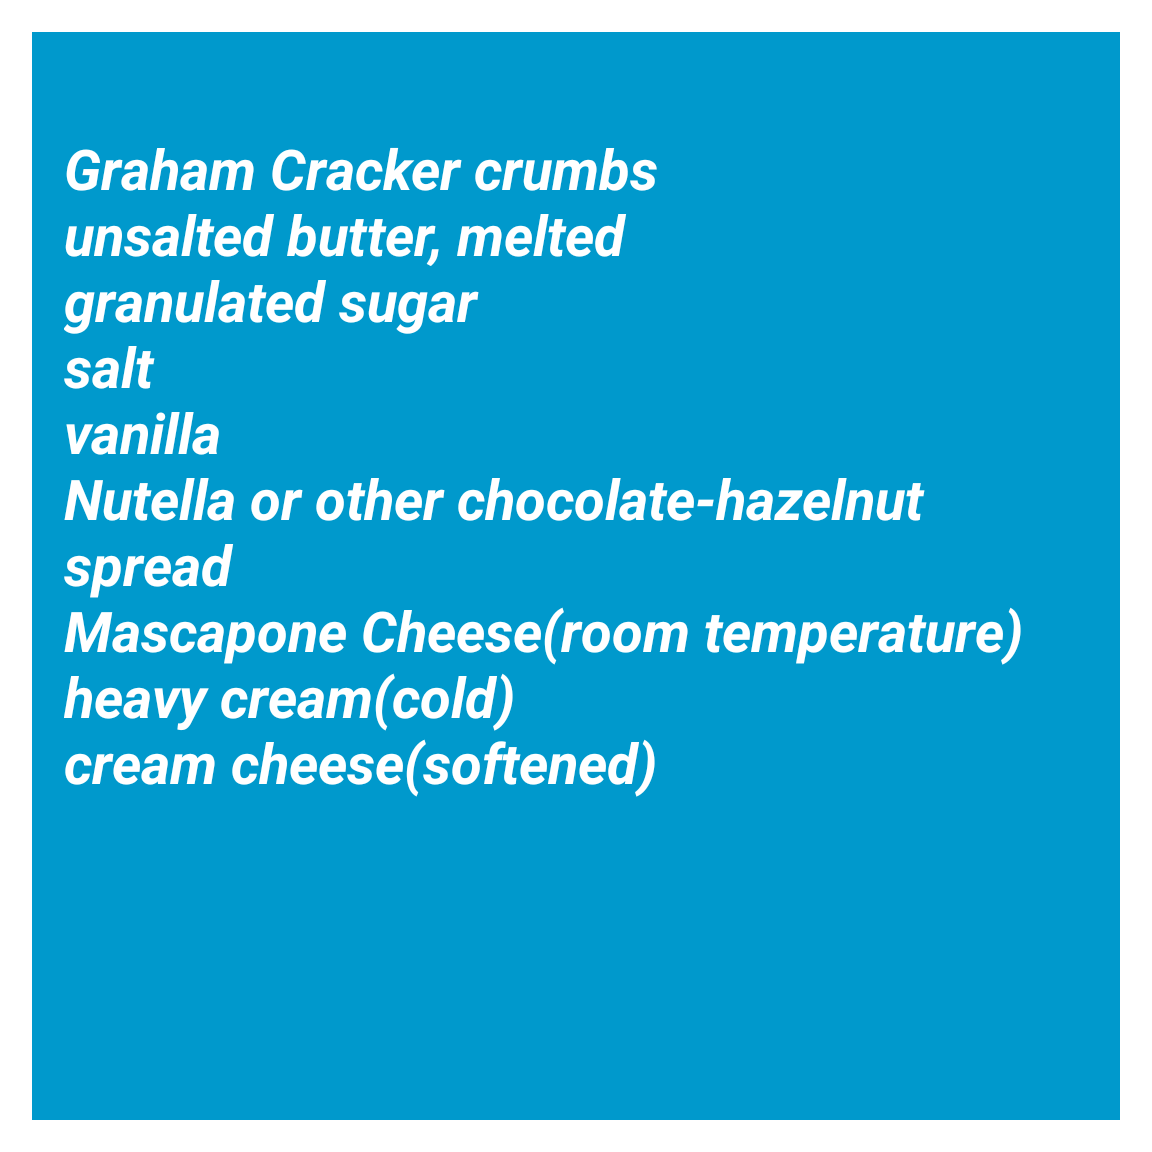 Graham Cracker crumbs
unsalted butter, melted
granulated sugar
salt
vanilla
Nutella or other chocolate-hazelnut
spread
Mascapone Cheese(room temperature)
heavy cream(cold)
cream cheese(softened)